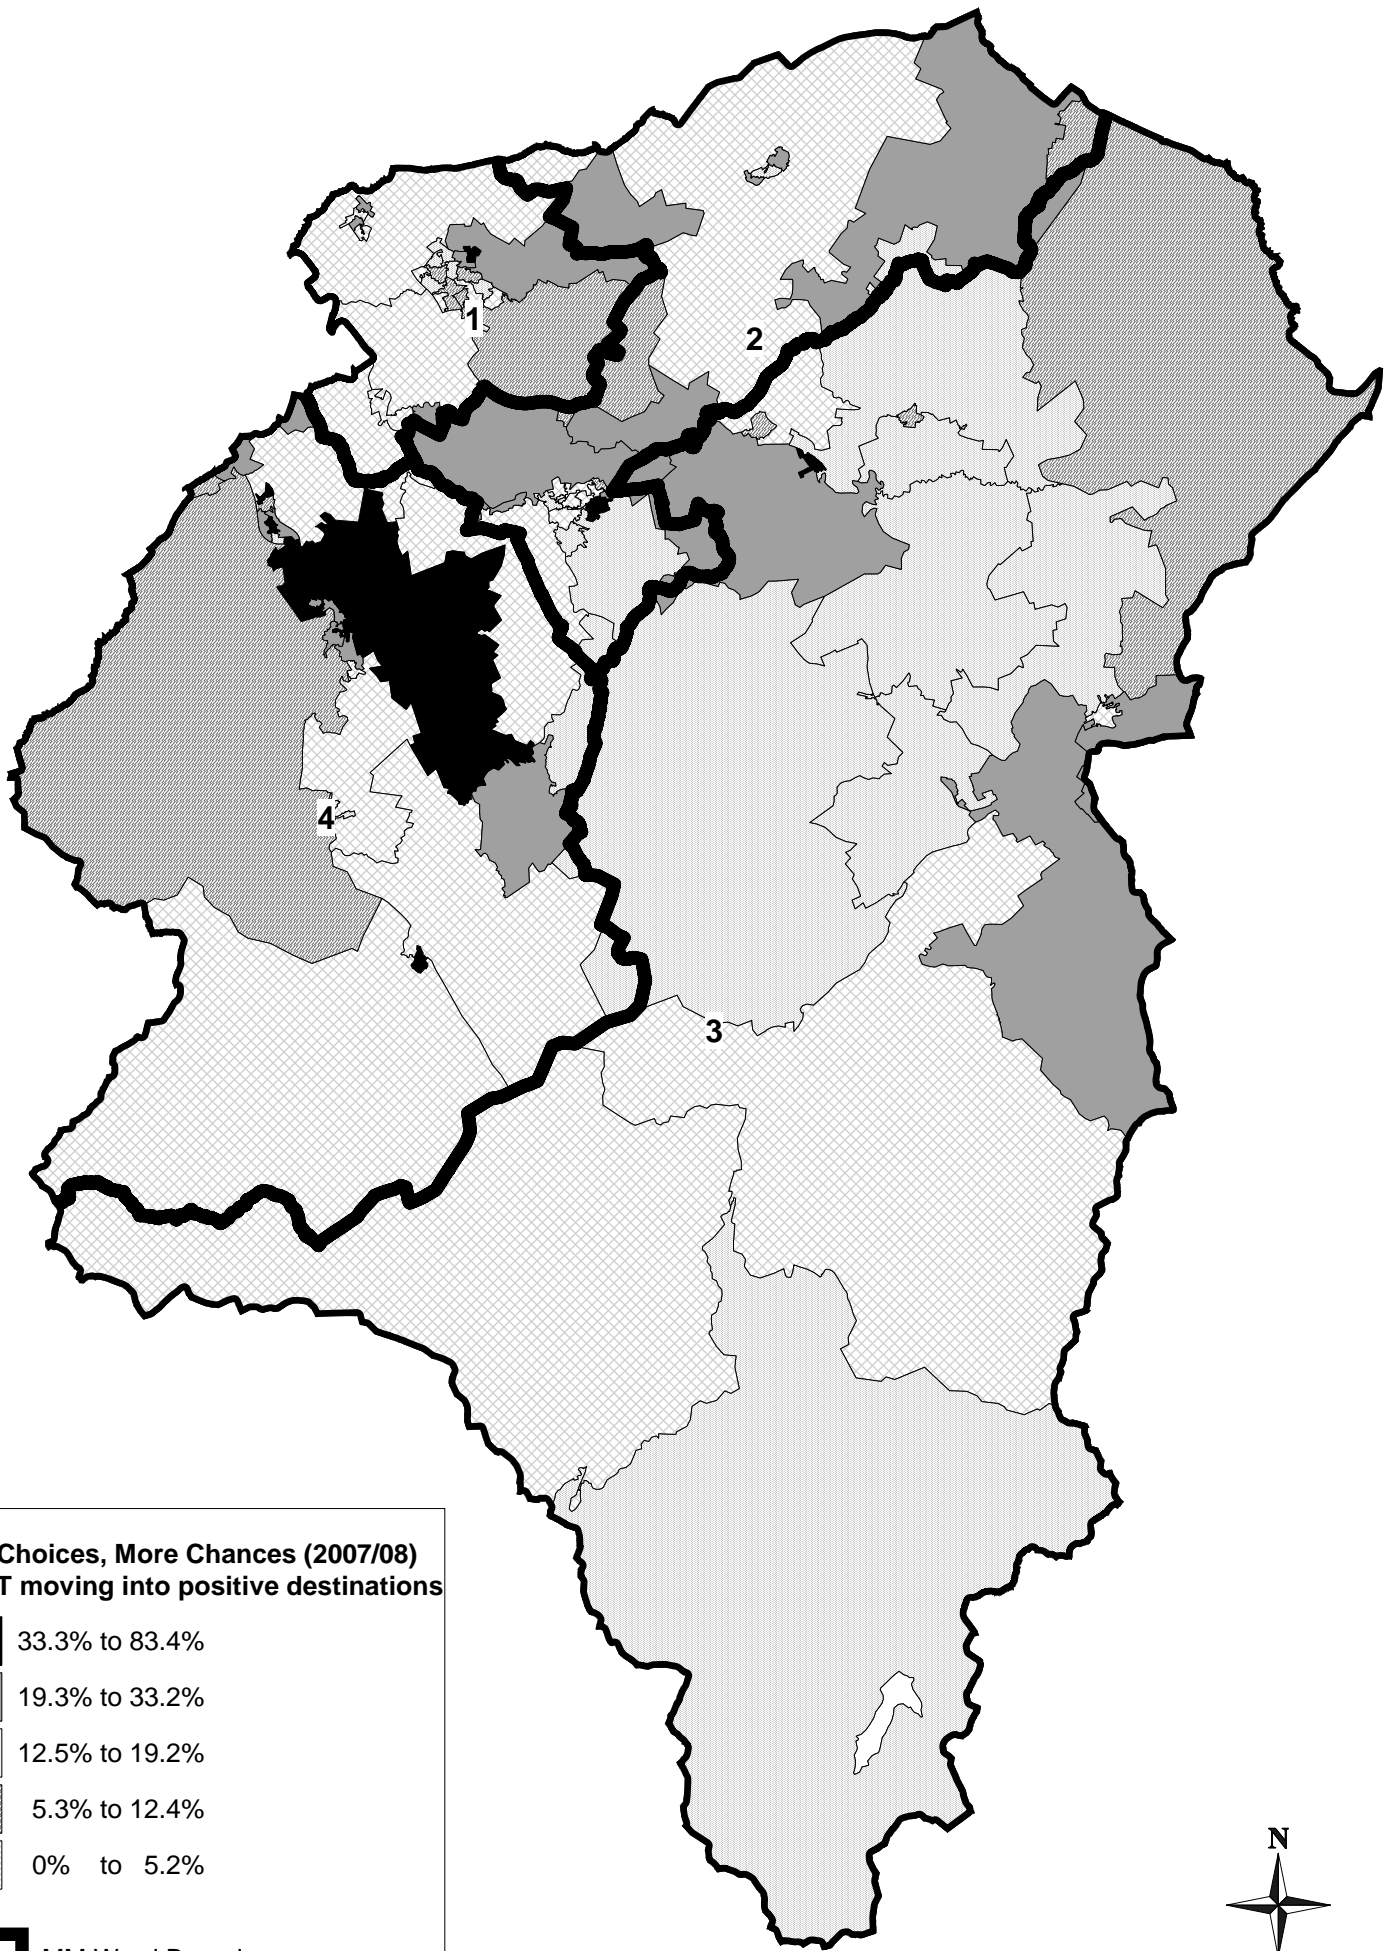 1
2
3
4
Choices, More Chances (2007/08)
T moving into positive destinations
33.3% to 83.4%
19.3% to 33.2%
12.5% to 19.2%
5.3% to 12.4%
0% to 5.2%
N